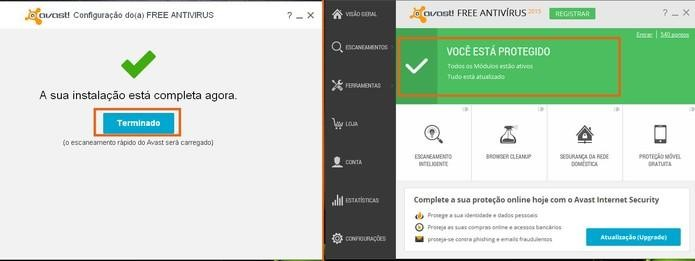 avast! Configuração do(a) FREE ANTIVIRUS
? _ X
A sua instalação está completa agora.
Terminado
(o escaneamento rápido do Avast será carregado)
VISÃO GERAL
ESCANEAMENTOS
FERRAMENTAS
LOJA
CONTA
ESTATÍSTICAS
CONFIGURAÇÕES
avast! FREE ANTIVÍRUS 2015 REGISTRAR
? _ X
Entrar | 540 pontos
VOCÊ ESTÁ PROTEGIDO
Todos os Módulos estão ativos
Tudo está atualizado
ESCANEAMENTO
INTELIGENTE
BROWSER CLEANUP
SEGURANÇA DA REDE
DOMÉSTICA
PROTEÇÃO MÓVEL
GRATUITA
Complete a sua proteção online hoje com o Avast Internet Security
Protege a sua identidade e dados pessoais
Proteja as suas compras online e acessos bancários
proteja-se contra phishing e emails fraudulentos
Atualização (Upgrade)